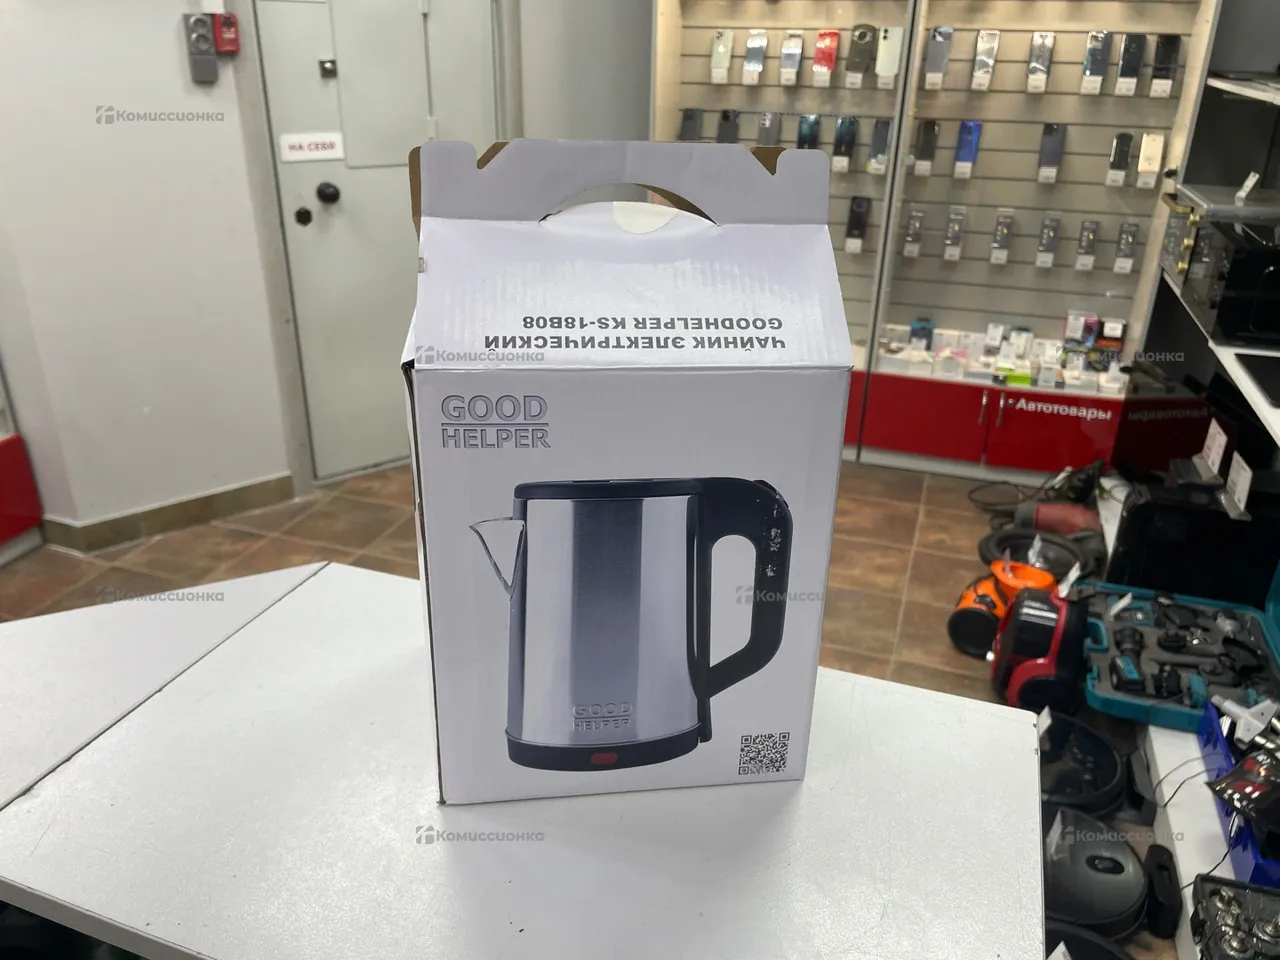 Комиссионка
НА СЕБЯ
ЧАЙНИК ЭЛЕКТРИЧЕСКИЙ
GOODHELPER KS-18B08
Комиссионка
Комиссионка
GOOD
HELPER
Автотовары
Автотовары
Комиссионка
Комиссионка
GOOD
HELPER
Комиссионка
Комиссионка